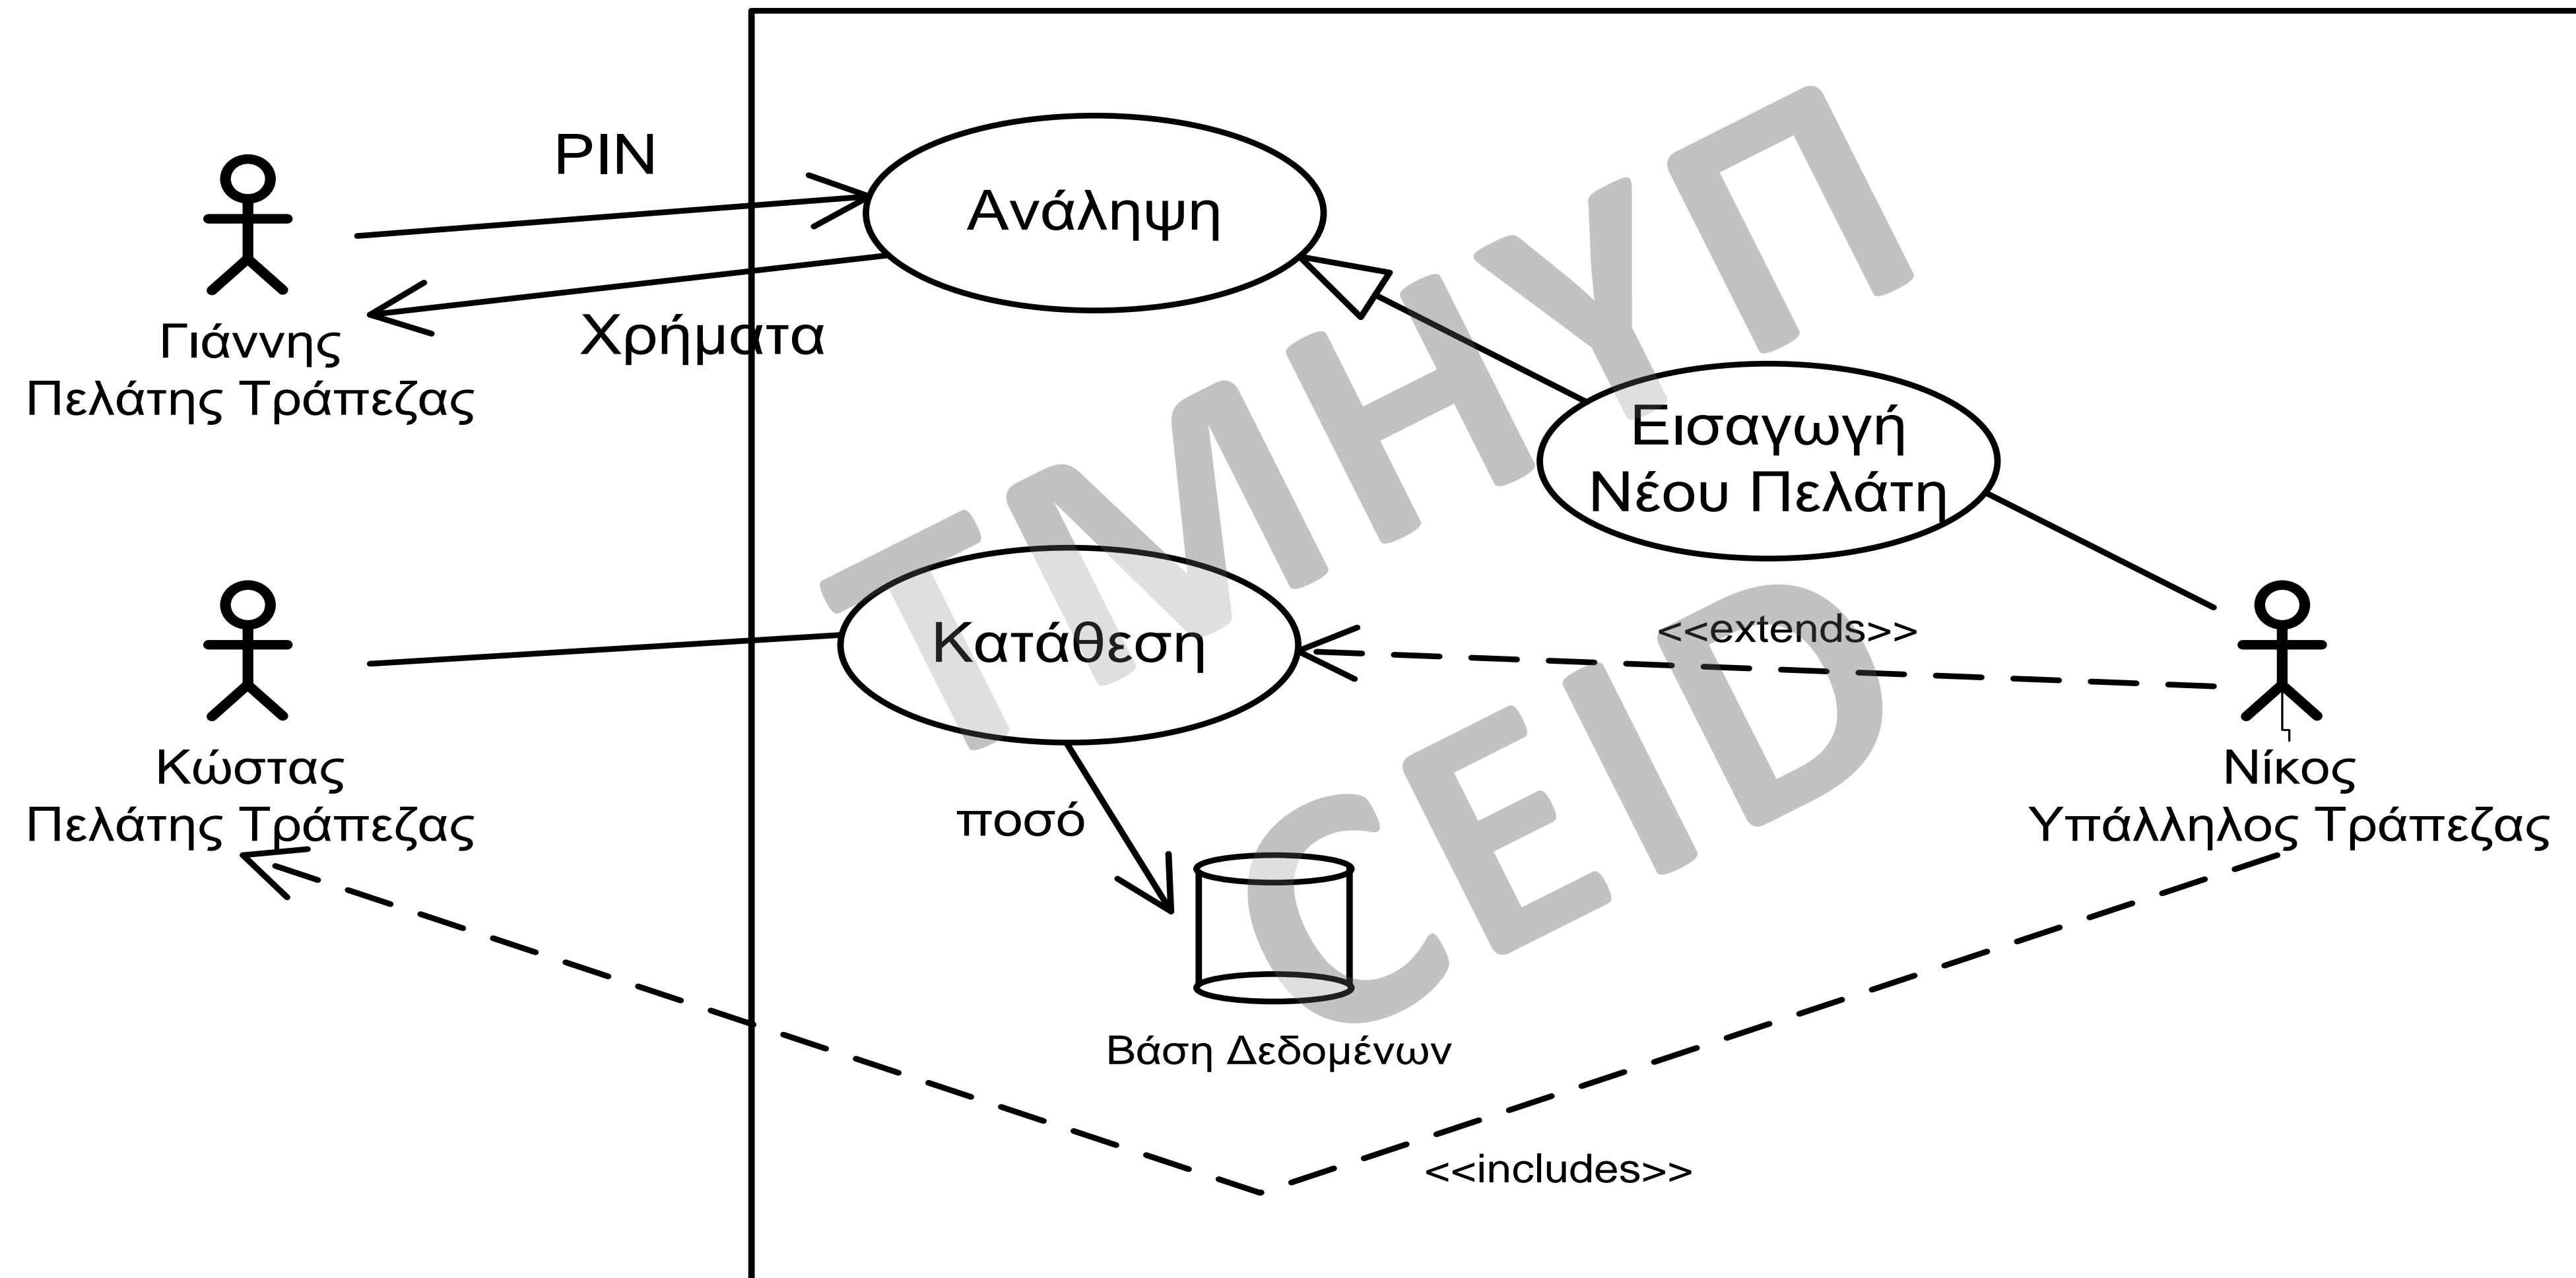 PIN
Ανάληψη
Χρήματα
Γιάννης
Πελάτης Τράπεζας
Εισαγωγή
Νέου Πελάτη
Κατάθεση
<<extends>>
Κώστας
Πελάτης Τράπεζας
Νίκος
Υπάλληλος Τράπεζας
ποσό
Βάση Δεδομένων
<<includes>>
ΤΜΗΥΠ
CEID